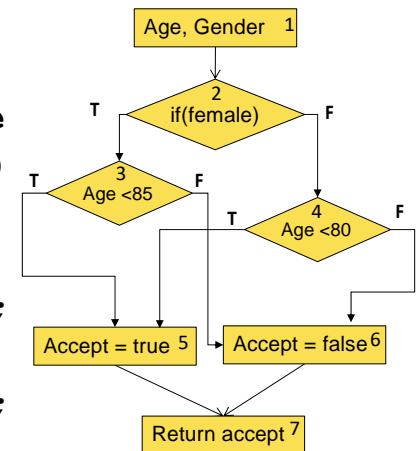 Age, Gender 1
2
T
if(female)
F
e
)
3
T
Age <85
F
4
T
Age <80
F
Accept = true 5
Accept = false 6
Return accept 7